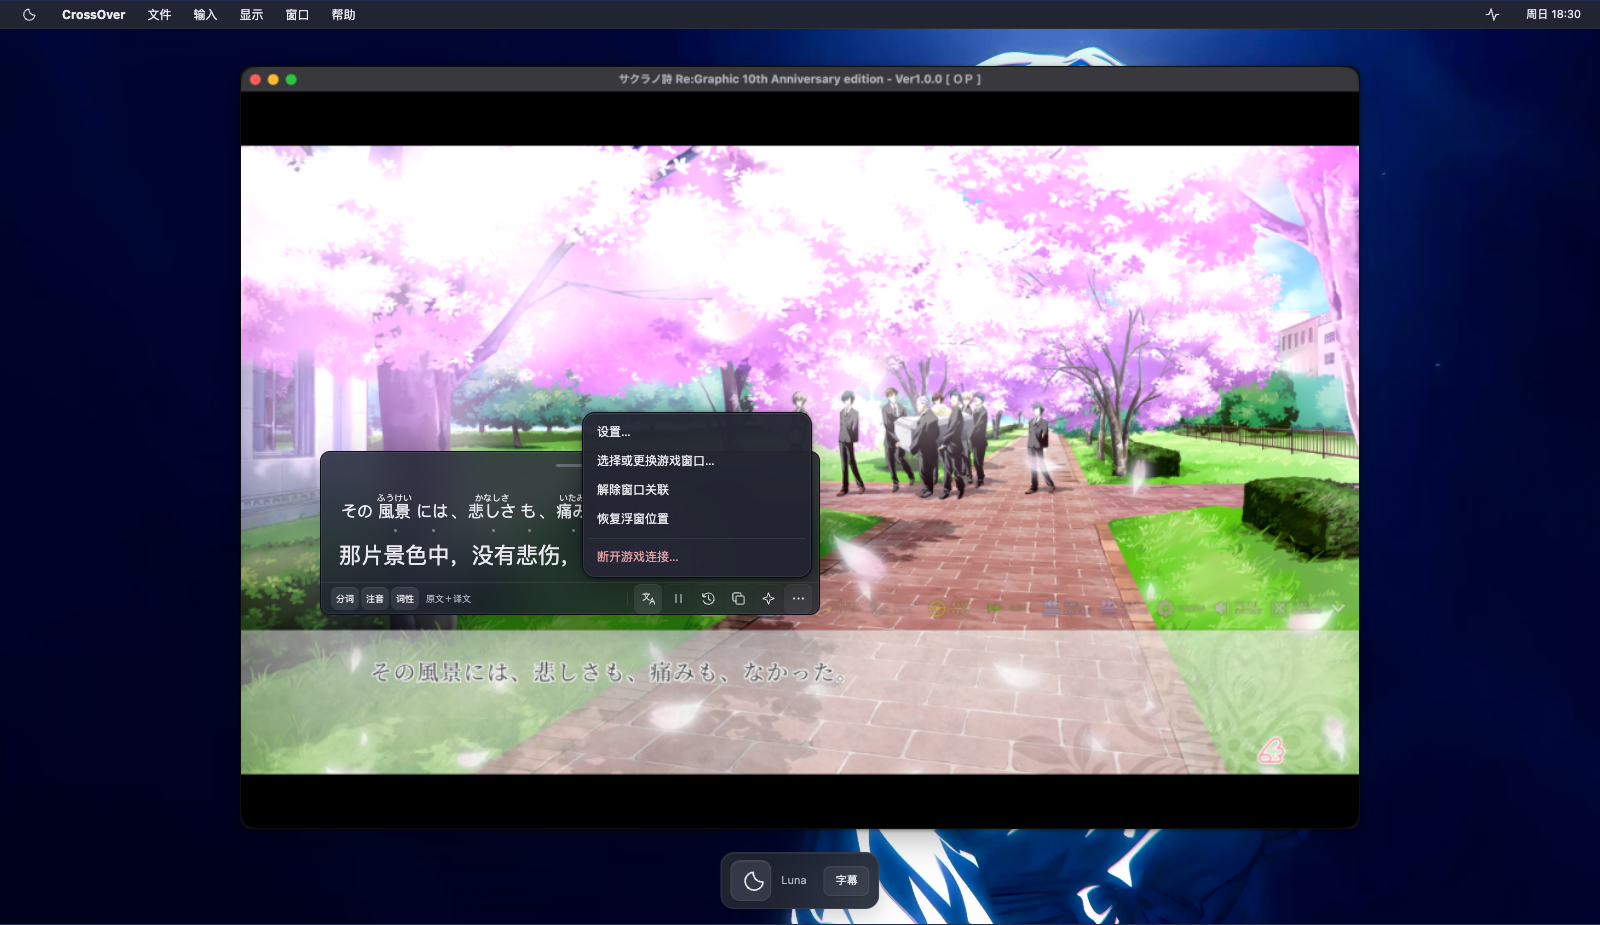 CrossOver 文件 输入 显示 窗口 帮助 周日 18:30
サクラノ詩 Re:Graphic 10th Anniversary edition - Ver1.0.0 [ O P ]
设置...
选择或更换游戏窗口...
解除窗口关联
恢复浮窗位置
断开游戏连接...
ふうけい かなしさ いたみ
その 風景 には 、 悲しさ も 、 痛み
那片景色中，没有悲伤，
分词 注音 词性 原文＋译文
その風景には、悲しさも、痛みも、なかった。
Luna 字幕